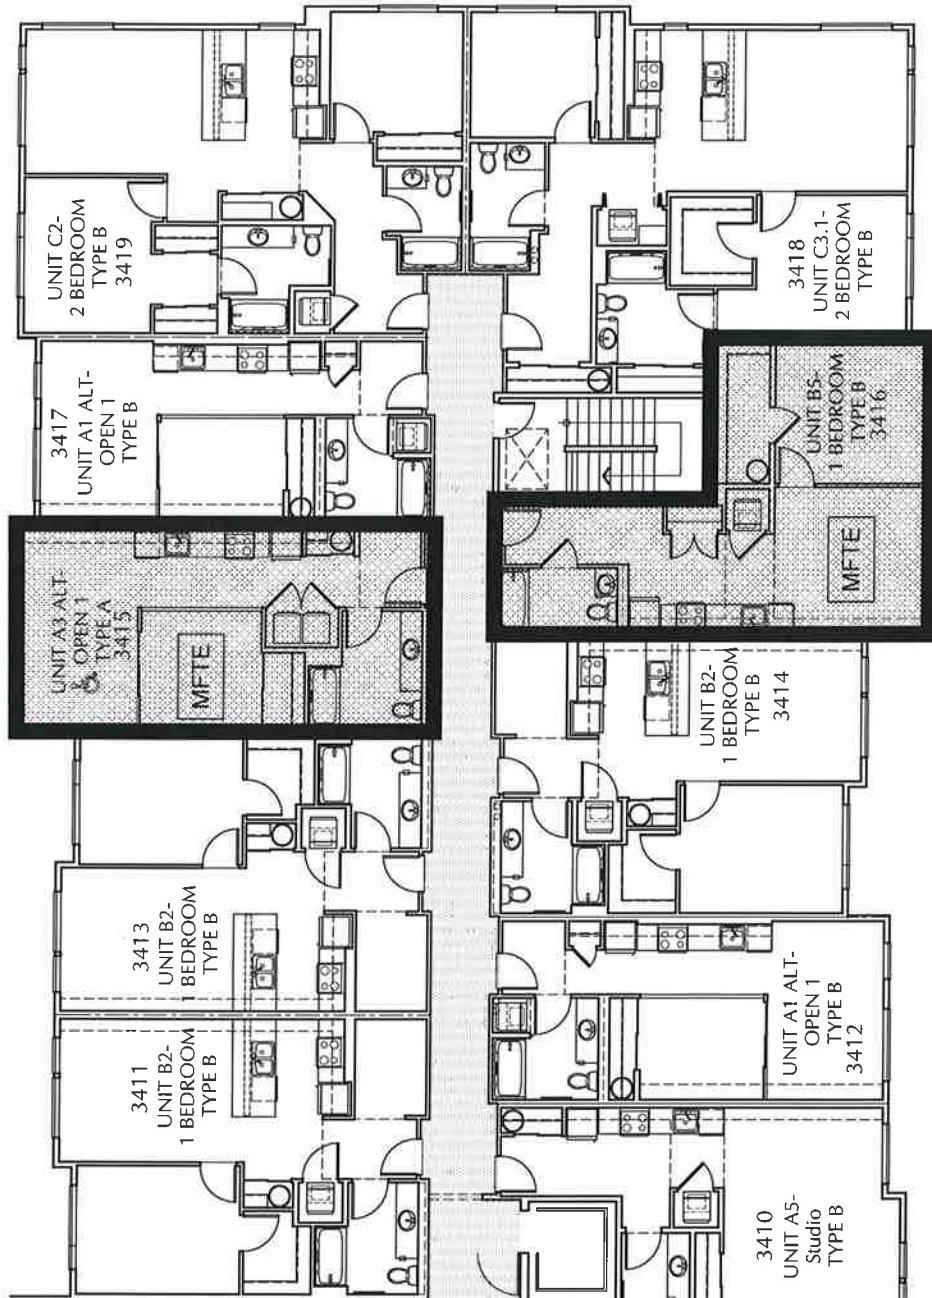 UNIT C2-
2 BEDROOM
TYPE B
3419
3418
UNIT C3.1-
2 BEDROOM
TYPE B
3417
UNIT A1 ALT-
OPEN 1
TYPE B
UNIT B5-
1 BEDROOM
TYPE B
3416
MFTE
UNIT A3 ALT-
OPEN 1
TYPE A
3415
MFTE
UNIT B2-
1 BEDROOM
TYPE B
3414
3413
UNIT B2-
1 BEDROOM
TYPE B
UNIT A1 ALT-
OPEN 1
TYPE B
3412
3411
UNIT B2-
1 BEDROOM
TYPE B
3410
UNIT A5-
Studio
TYPE B